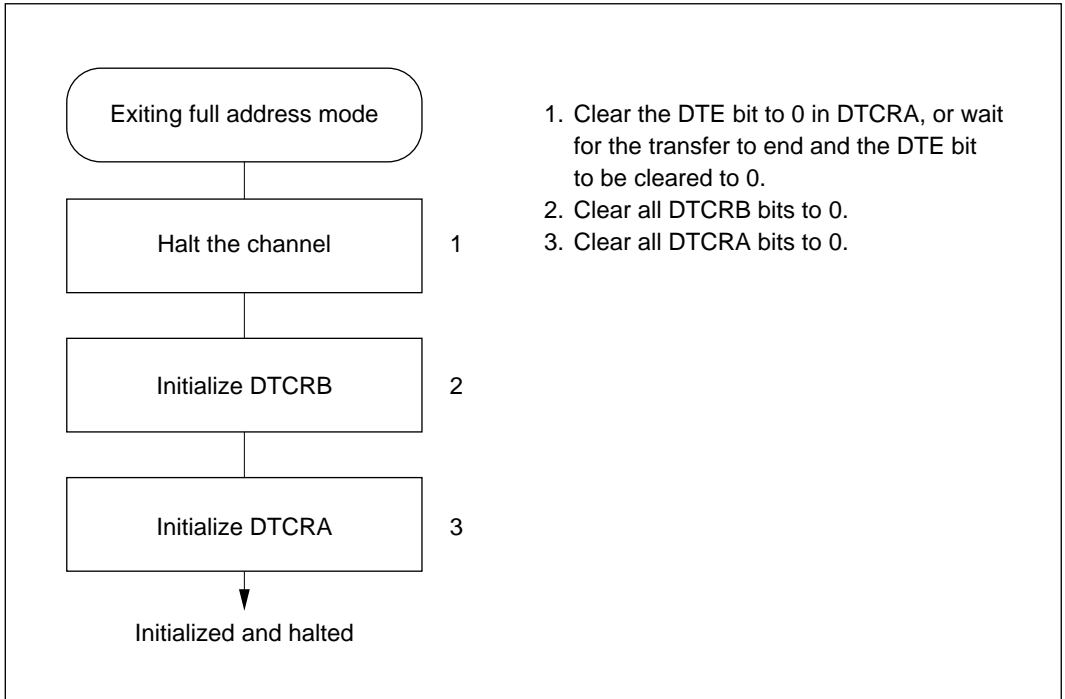 Exiting full address mode
Halt the channel
1
Initialize DTCRB
2
Initialize DTCRA
3
Initialized and halted
1. Clear the DTE bit to 0 in DTCRA, or wait
for the transfer to end and the DTE bit
to be cleared to 0.
2. Clear all DTCRB bits to 0.
3. Clear all DTCRA bits to 0.